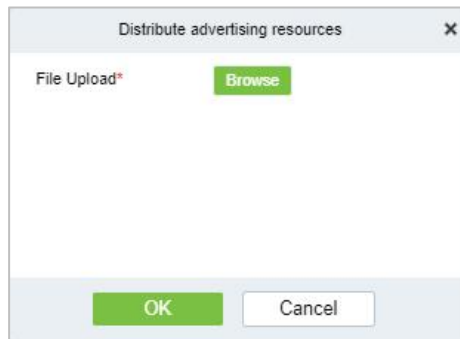 Distribute advertising resources
File Upload*
Browse
OK
Cancel